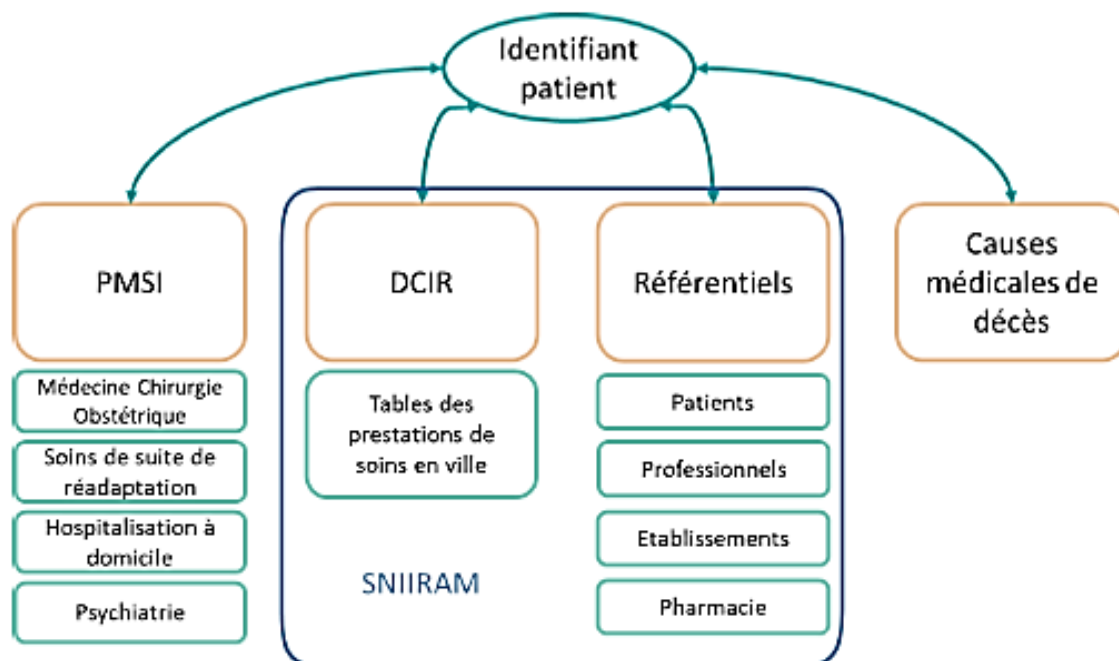 Identifiant
patient
PMSI
Médecine Chirurgie
Obstétrique
Soins de suite de
réadaptation
Hospitalisation à
domicile
Psychiatrie
DCIR
Tables des
prestations de
soins en ville
SNIIRAM
Référentiels
Patients
Professionnels
Etablissements
Pharmacie
Causes
médicales de
décès